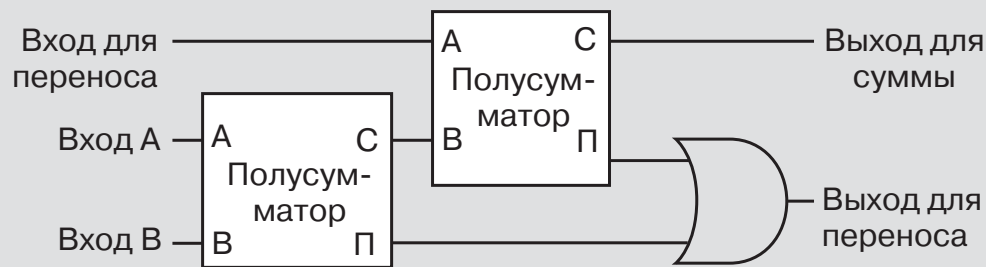 Вход для
переноса
А
С
Полусум-
матор
В
П
Выход для
суммы
Вход А
А
С
Полусум-
матор
Вход В
В
П
Выход для
переноса